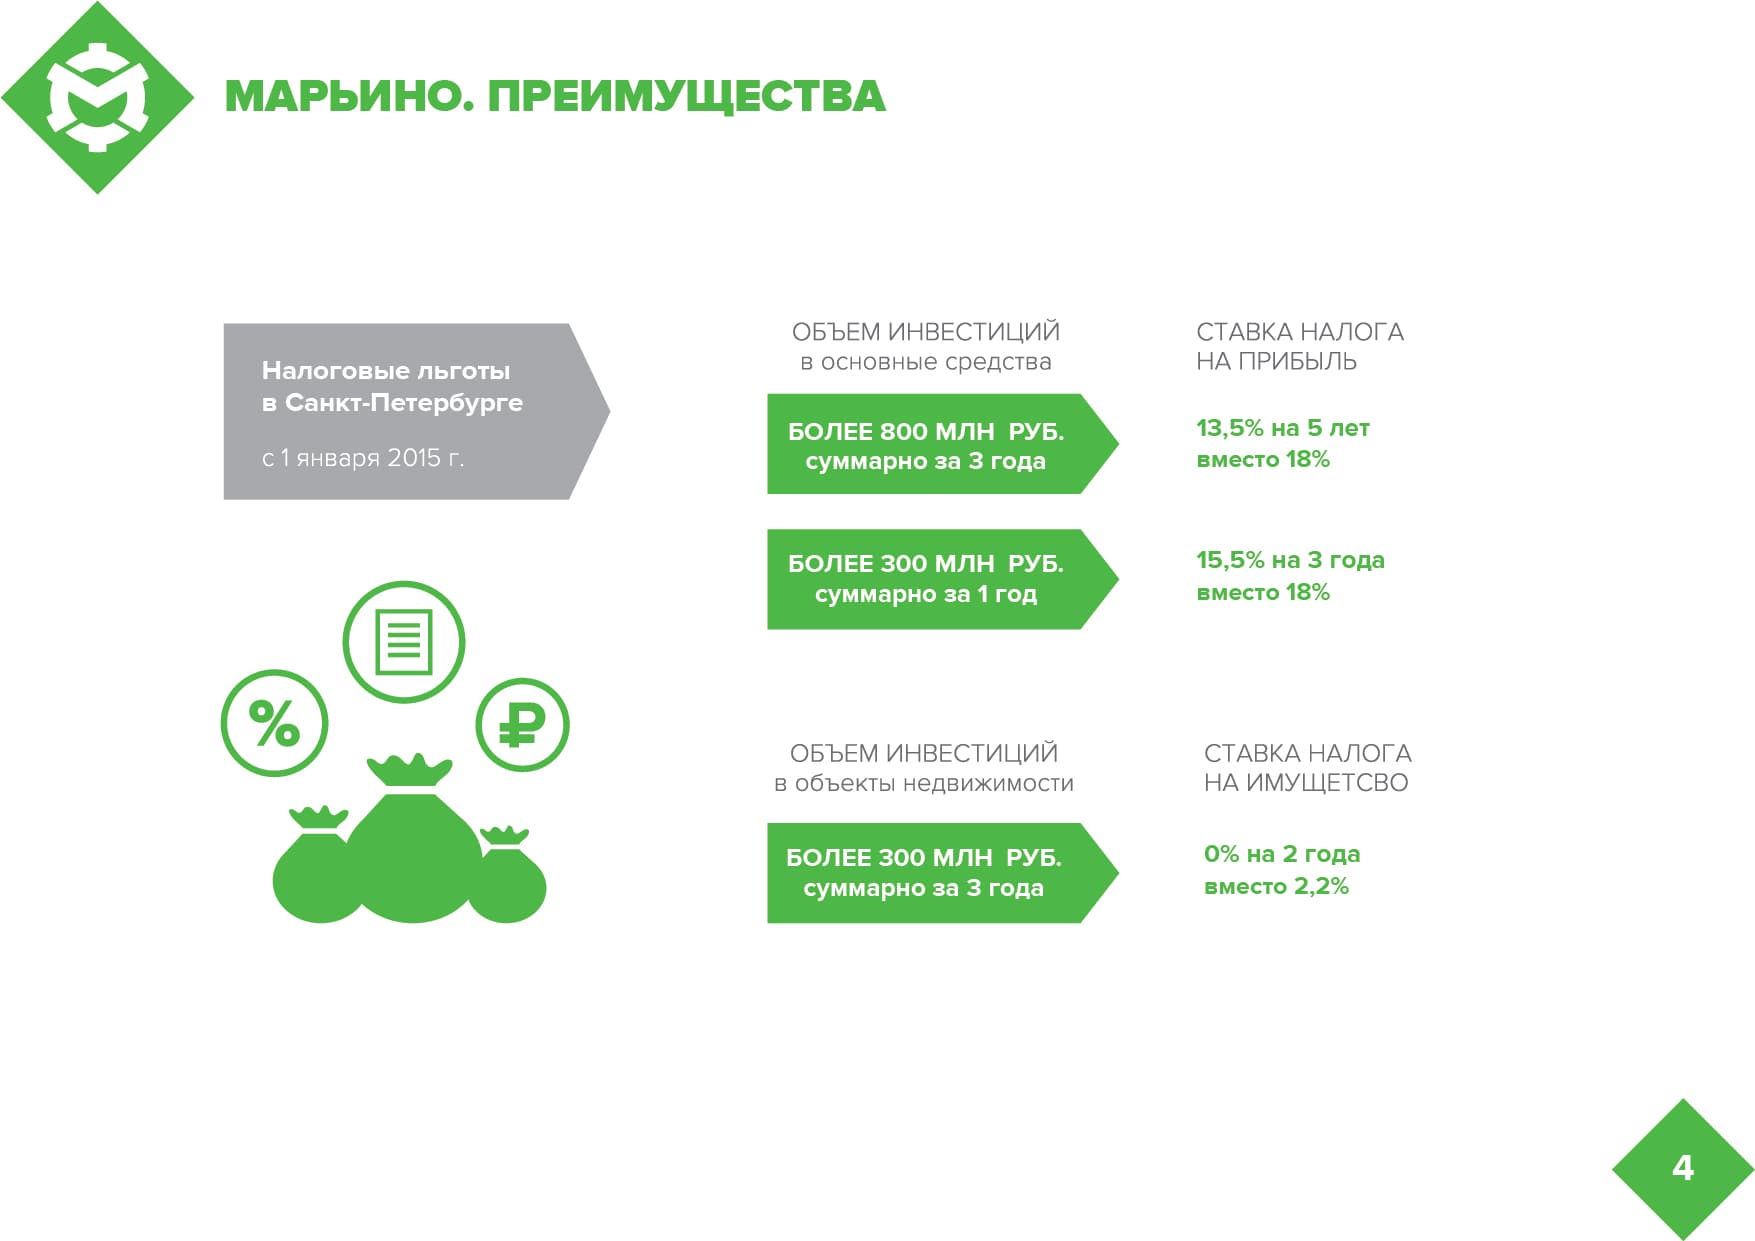 МАРЬИНО. ПРЕИМУЩЕСТВА
Налоговые льготы
в Санкт-Петербурге
с 1 января 2015 г.
ОБЪЕМ ИНВЕСТИЦИЙ
в основные средства
СТАВКА НАЛОГА
НА ПРИБЫЛЬ
БОЛЕЕ 800 МЛН РУБ.
суммарно за 3 года
13,5% на 5 лет
вместо 18%
БОЛЕЕ 300 МЛН РУБ.
суммарно за 1 год
15,5% на 3 года
вместо 18%
%
₽
ОБЪЕМ ИНВЕСТИЦИЙ
в объекты недвижимости
СТАВКА НАЛОГА
НА ИМУЩЕТСВО
БОЛЕЕ 300 МЛН РУБ.
суммарно за 3 года
0% на 2 года
вместо 2,2%
4